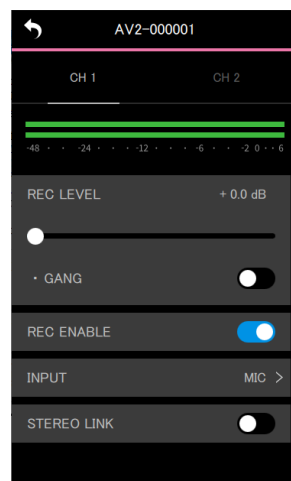 AV2-000001
CH 1 CH 2
-48 · · -24 · · · -12 · · · -6 · · -2 0 · · 6
REC LEVEL + 0.0 dB
・GANG
REC ENABLE
INPUT MIC >
STEREO LINK